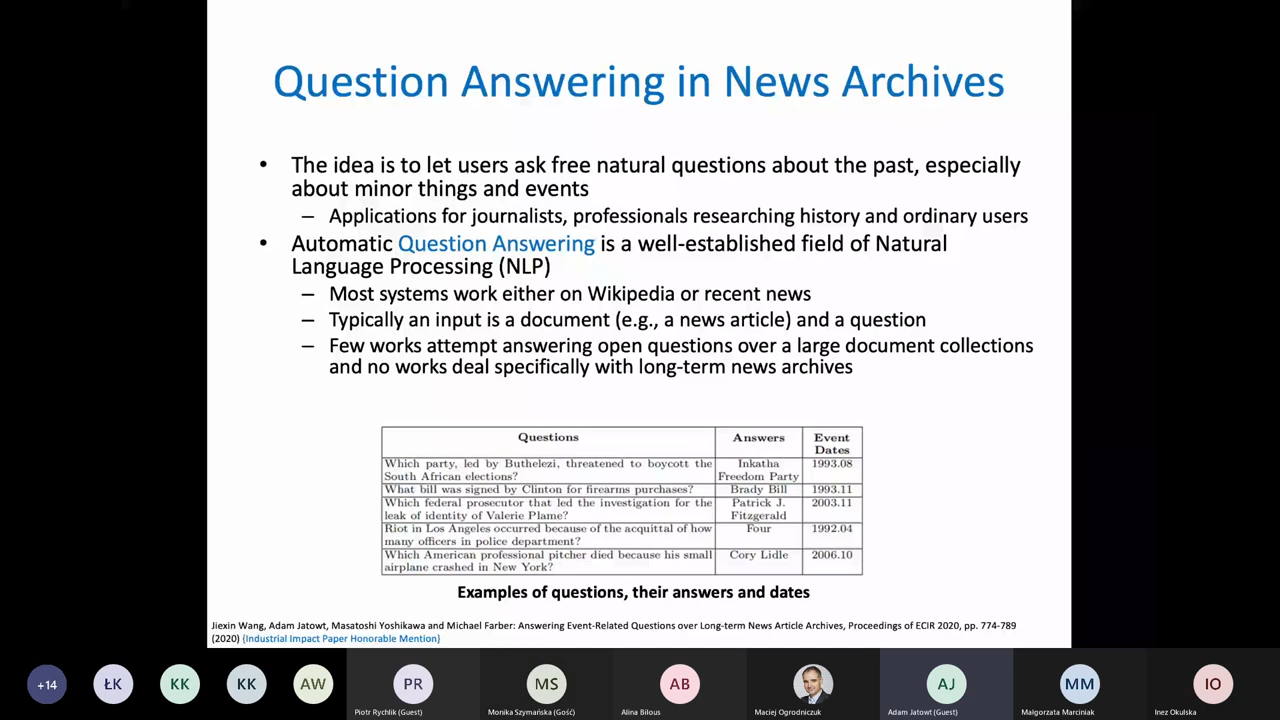 Question Answering in News Archives
• The idea is to let users ask free natural questions about the past, especially
about minor things and events
– Applications for journalists, professionals researching history and ordinary users
• Automatic Question Answering is a well-established field of Natural
Language Processing (NLP)
– Most systems work either on Wikipedia or recent news
– Typically an input is a document (e.g., a news article) and a question
– Few works attempt answering open questions over a large document collections
and no works deal specifically with long-term news archives
Questions Answers Event
Dates
Which party, led by Buthelezi, threatened to boycott the Inkatha 1993.08
South African elections? Freedom Party
What bill was signed by Clinton for firearms purchases? Brady Bill 1993.11
Which federal prosecutor that led the investigation for the Patrick J. 2003.11
leak of identity of Valerie Plame? Fitzgerald
Riot in Los Angeles occurred because of the acquittal of how Four 1992.04
many officers in police department?
Which American professional pitcher died because his small Cory Lidle 2006.10
airplane crashed in New York?
Examples of questions, their answers and dates
Jiexin Wang, Adam Jatowt, Masatoshi Yoshikawa and Michael Farber: Answering Event-Related Questions over Long-term News Article Archives, Proceedings of ECIR 2020, pp. 774-789
(2020) (Industrial Impact Paper Honorable Mention)
+14 ŁK KK KK AW PR MS AB AJ MM IO
Piotr Rychlik (Guest) Monika Szymańska (Gość) Alina Bilous Maciej Ogrodniczuk Adam Jatowt (Guest) Małgorzata Marciniak Inez Okulska